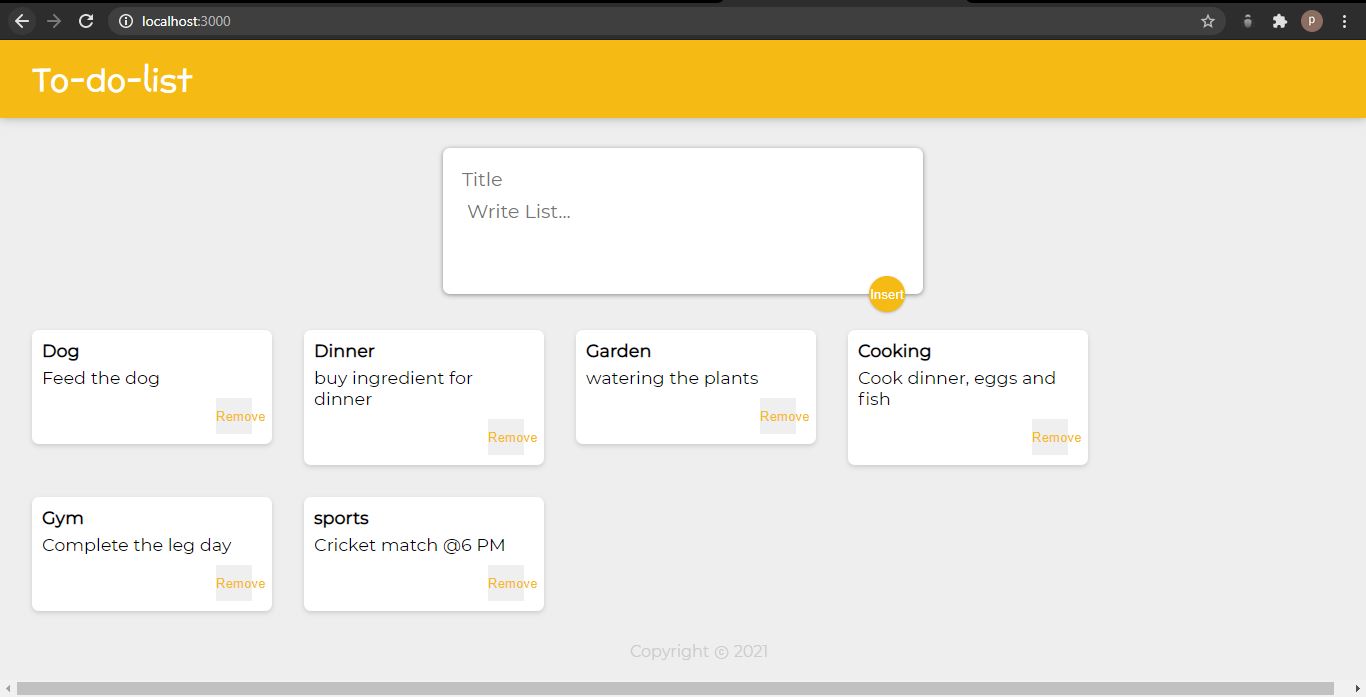 localhost:3000
P
To-do-list
Title
Write List...
Insert
Dog
Feed the dog
Remove
Dinner
buy ingredient for
dinner
Remove
Garden
watering the plants
Remove
Cooking
Cook dinner, eggs and
fish
Remove
Gym
Complete the leg day
Remove
sports
Cricket match @6 PM
Remove
Copyright © 2021